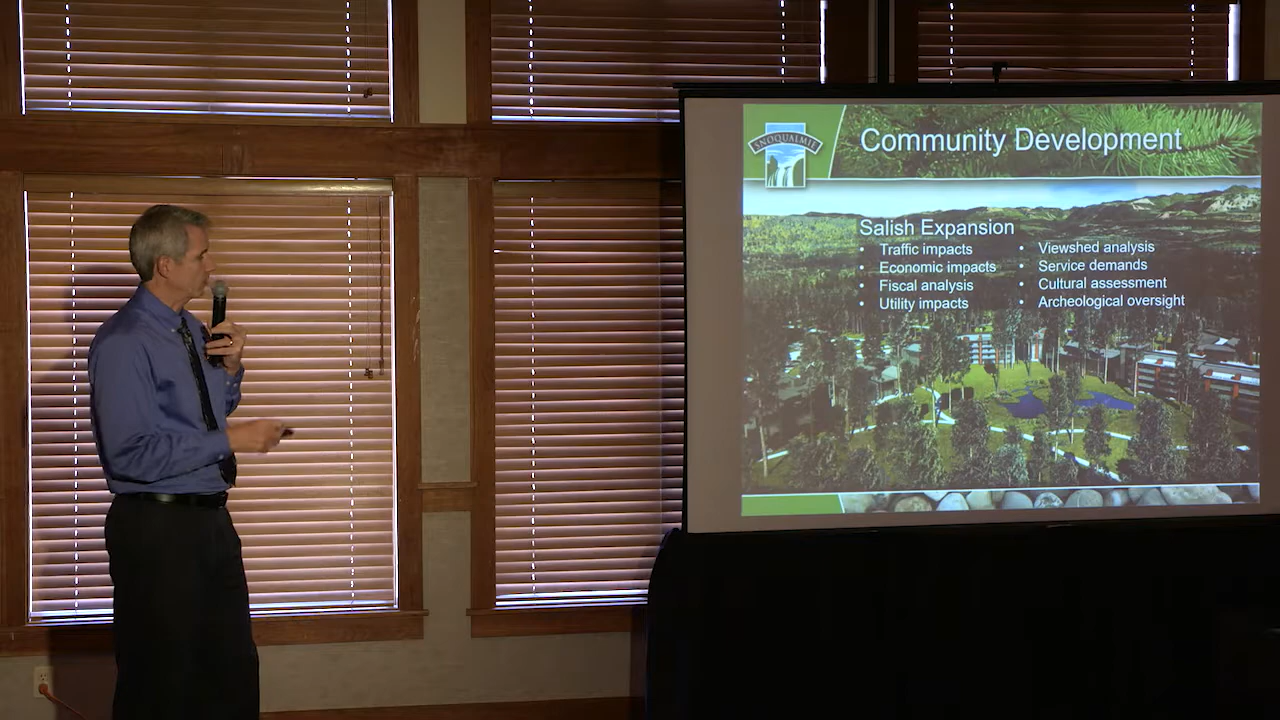 SNOQUALMIE
Community Development
Salish Expansion
• Traffic impacts
• Economic impacts
• Fiscal analysis
• Utility impacts
• Viewshed analysis
• Service demands
• Cultural assessment
• Archeological oversight